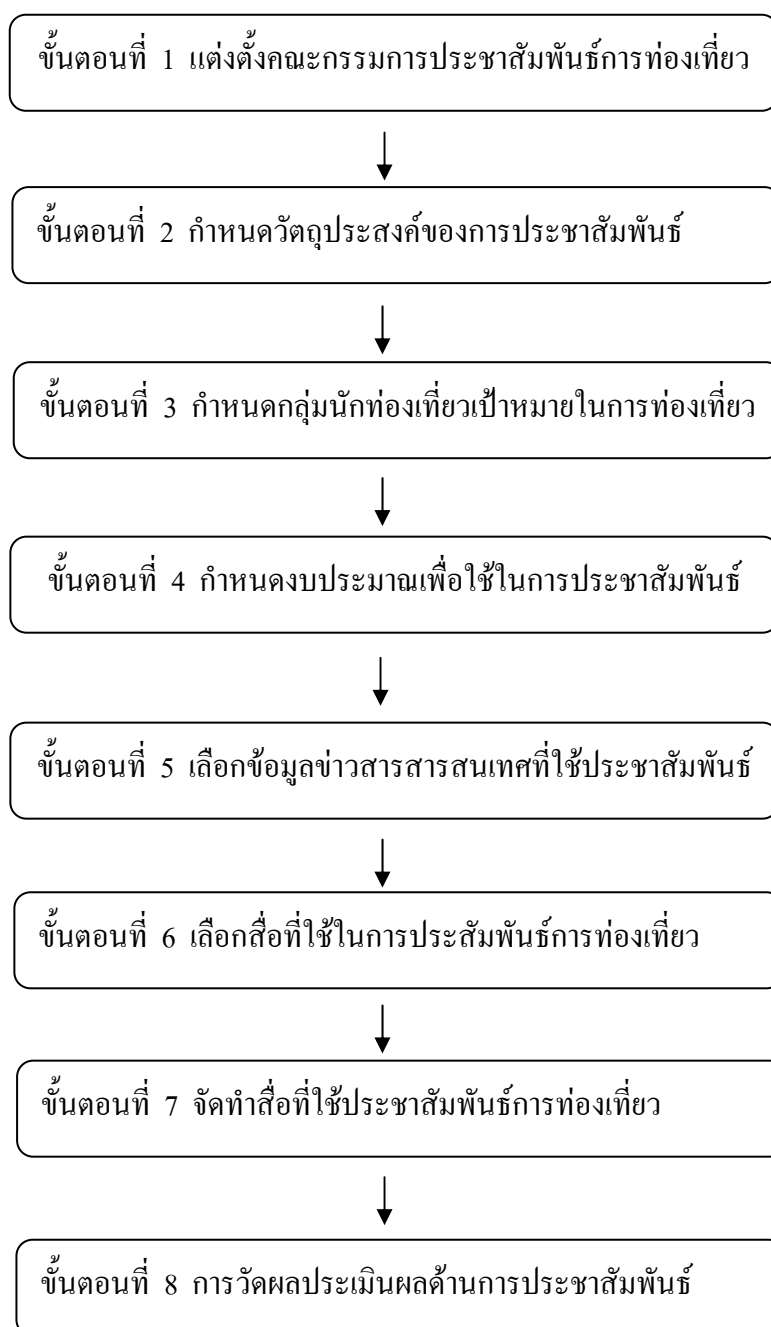 ขั้นตอนที่ 1 แต่งตั้งคณะกรรมการประชาสัมพันธ์การท่องเที่ยว
ขั้นตอนที่ 2 กำหนดวัตถุประสงค์ของการประชาสัมพันธ์
ขั้นตอนที่ 3 กำหนดกลุ่มนักท่องเที่ยวเป้าหมายในการท่องเที่ยว
ขั้นตอนที่ 4 กำหนดงบประมาณเพื่อใช้ในการประชาสัมพันธ์
ขั้นตอนที่ 5 เลือกข้อมูลข่าวสารสารสนเทศที่ใช้ประชาสัมพันธ์
ขั้นตอนที่ 6 เลือกสื่อที่ใช้ในการประสัมพันธ์การท่องเที่ยว
ขั้นตอนที่ 7 จัดทำสื่อที่ใช้ประชาสัมพันธ์การท่องเที่ยว
ขั้นตอนที่ 8 การวัดผลประเมินผลด้านการประชาสัมพันธ์